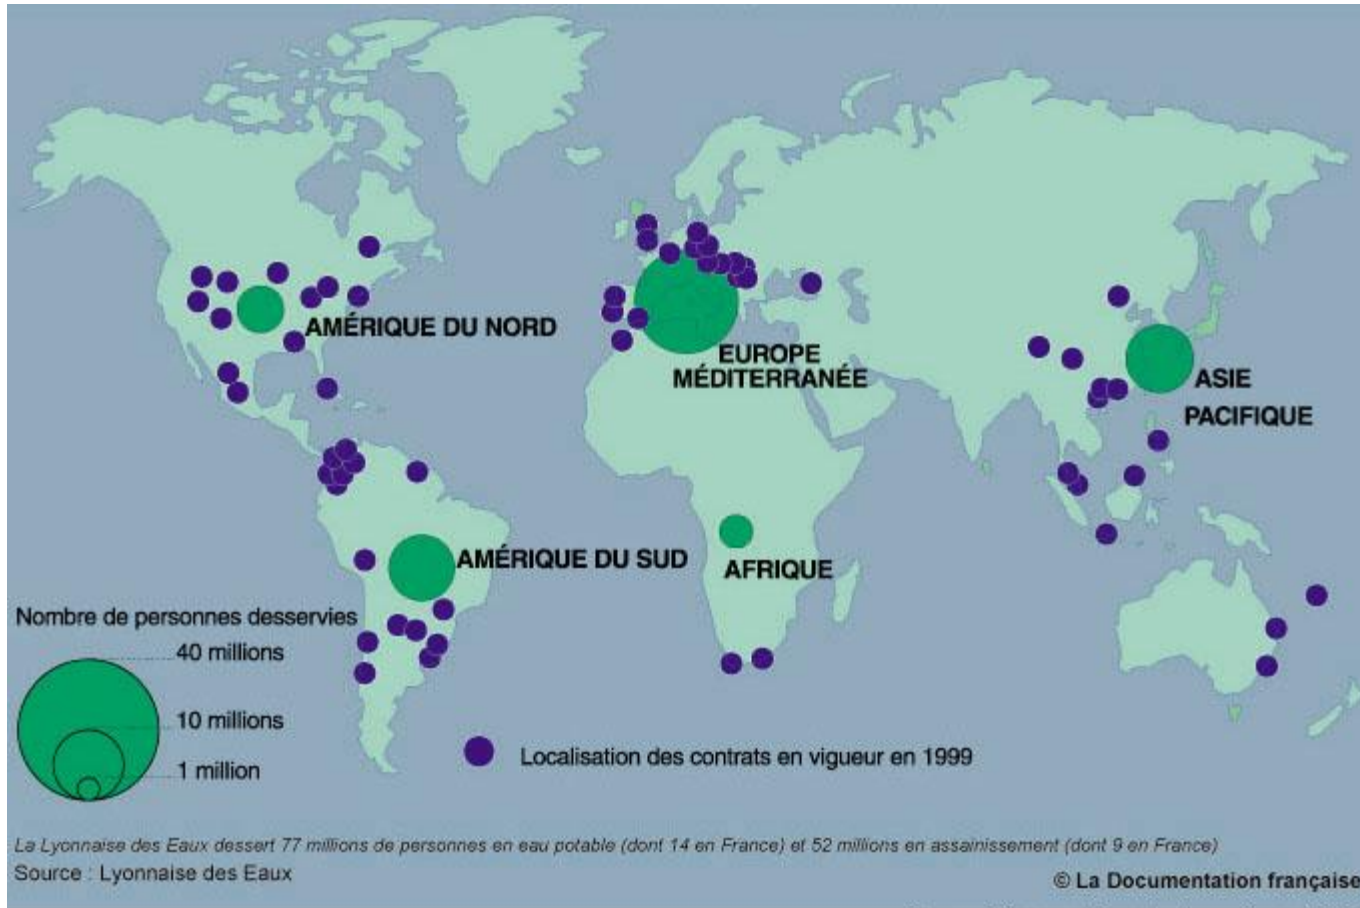 AMÉRIQUE DU NORD
EUROPE
MÉDITERRANÉE
ASIE
PACIFIQUE
AMÉRIQUE DU SUD
AFRIQUE
Nombre de personnes desservies
40 millions
10 millions
1 million
Localisation des contrats en vigueur en 1999
La Lyonnaise des Eaux dessert 77 millions de personnes en eau potable (dont 14 en France) et 52 millions en assainissement (dont 9 en France)
Source : Lyonnaise des Eaux
© La Documentation française